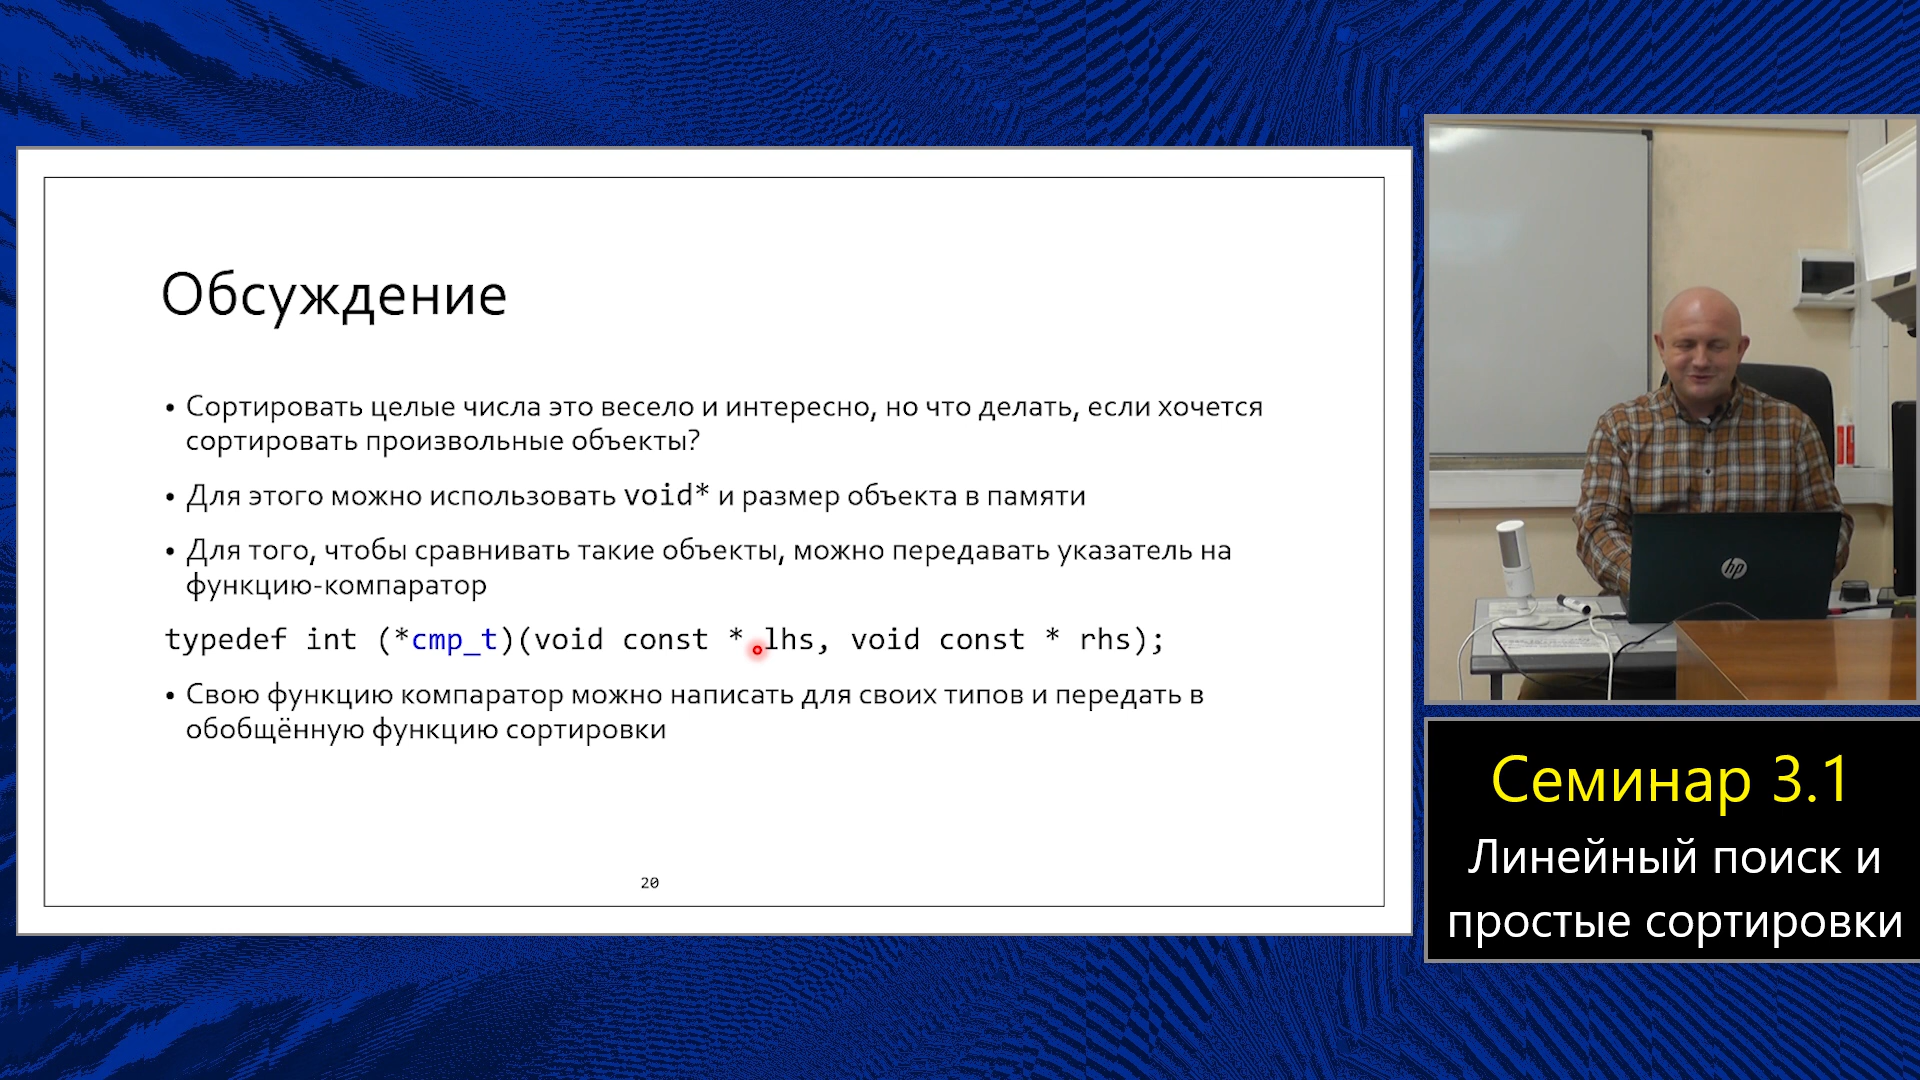 Обсуждение
• Сортировать целые числа это весело и интересно, но что делать, если хочется
сортировать произвольные объекты?
• Для этого можно использовать void* и размер объекта в памяти
• Для того, чтобы сравнивать такие объекты, можно передавать указатель на
функцию-компаратор
typedef int (*cmp_t)(void const * lhs, void const * rhs);
• Свою функцию компаратор можно написать для своих типов и передать в
обобщённую функцию сортировки
20
hp
Семинар 3.1
Линейный поиск и
простые сортировки